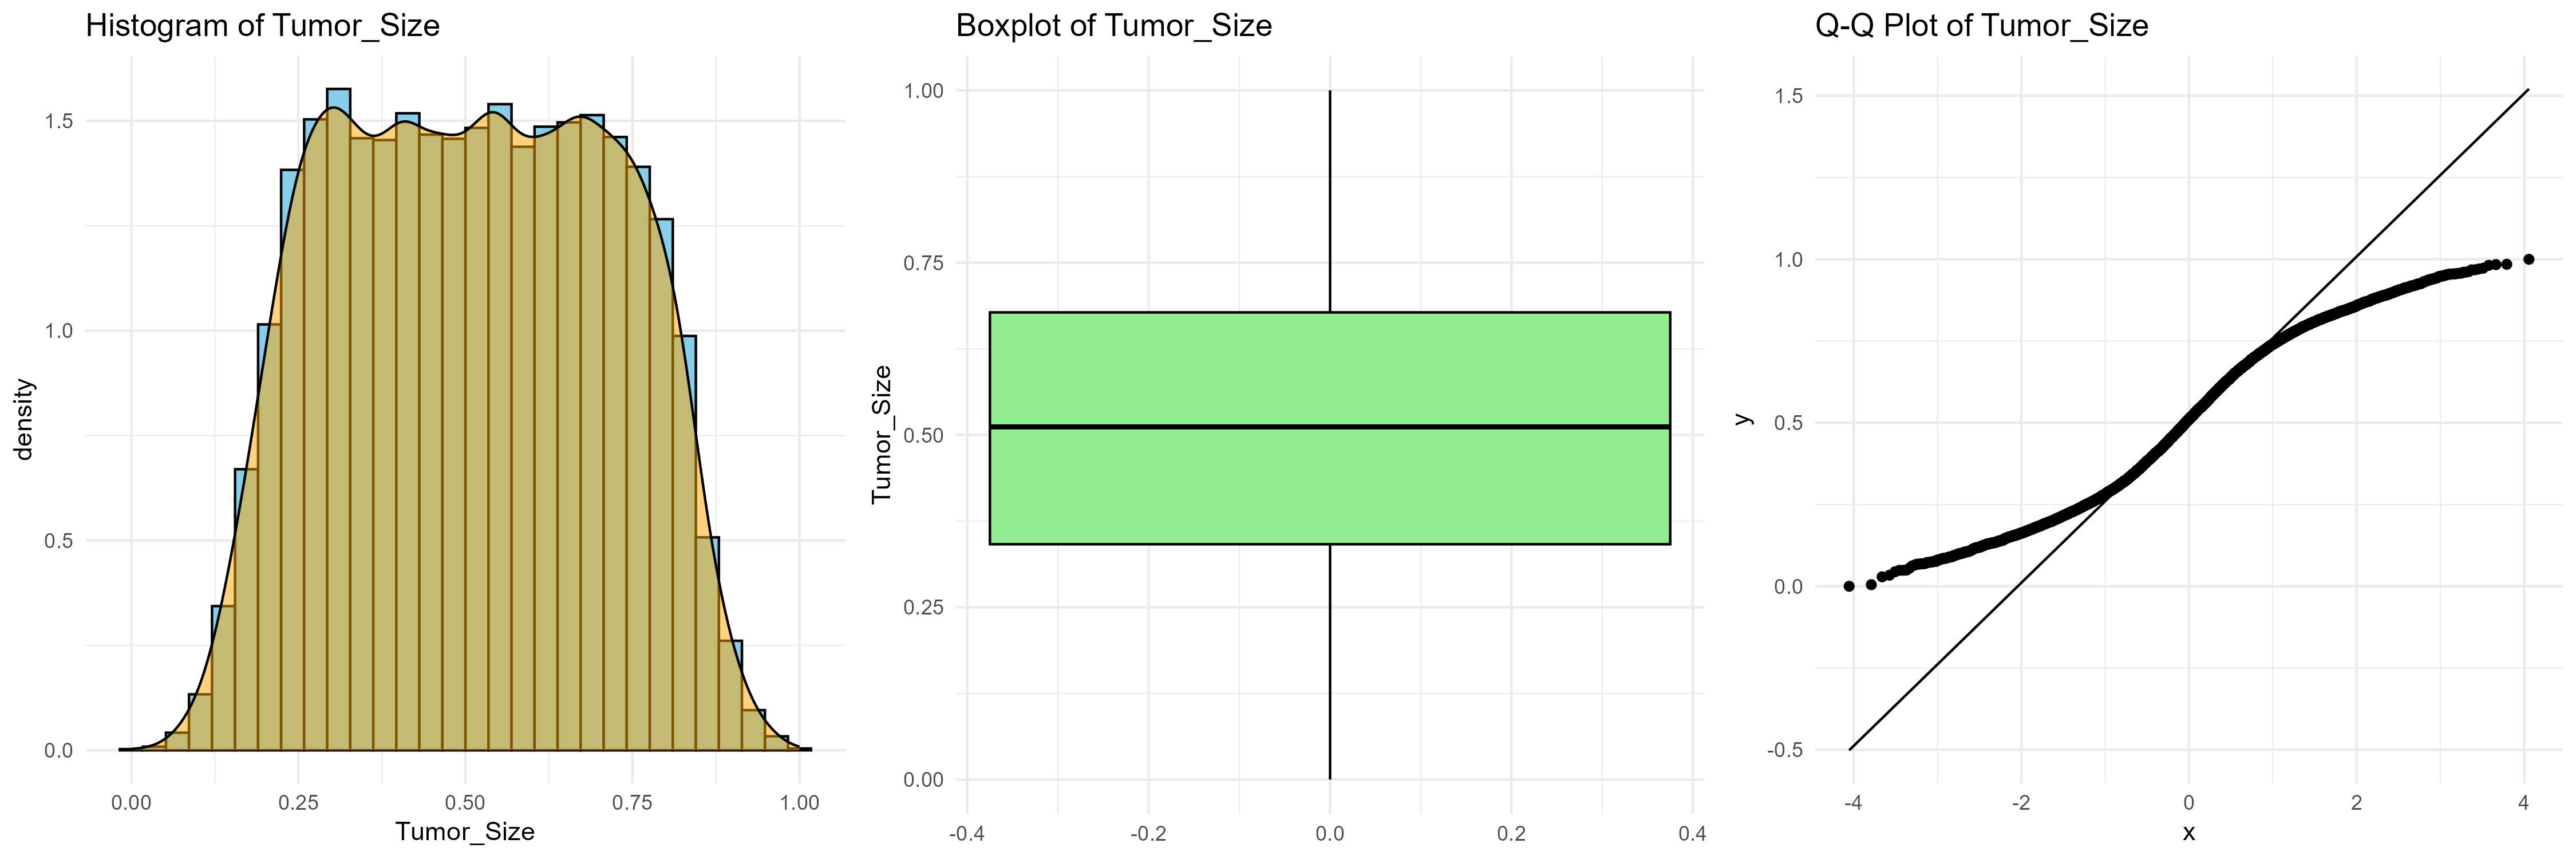 Histogram of Tumor_Size
1.5
1.0
0.5
0.0
density
0.00 0.25 0.50 0.75 1.00
Tumor_Size
Boxplot of Tumor_Size
1.00
0.75
0.50
0.25
0.00
Tumor_Size
-0.4 -0.2 0.0 0.2 0.4
Q-Q Plot of Tumor_Size
1.5
1.0
0.5
0.0
-0.5
y
-4 -2 0 2 4
x